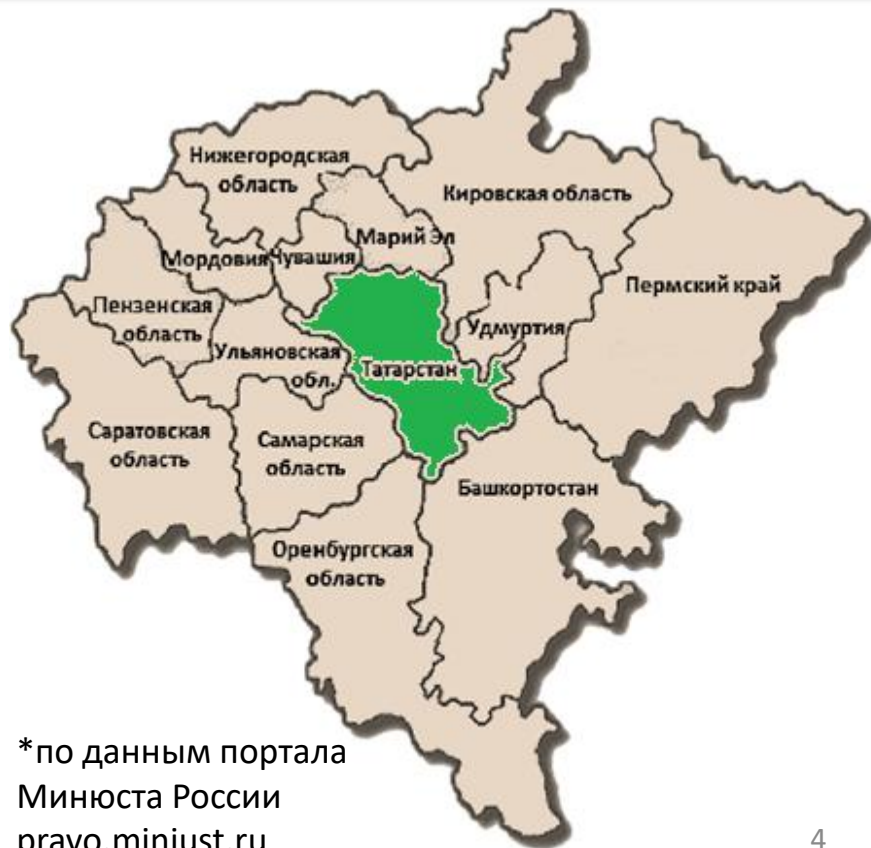 Нижегородская
область
Кировская область
Марий Эл
Мордовия
Чувашия
Пермский край
Пензенская
область
Удмуртия
Ульяновская
обл.
Татарстан
Саратовская
область
Самарская
область
Башкортостан
Оренбургская
область
*по данным портала
Минюста России
pravo.minjust.ru
4